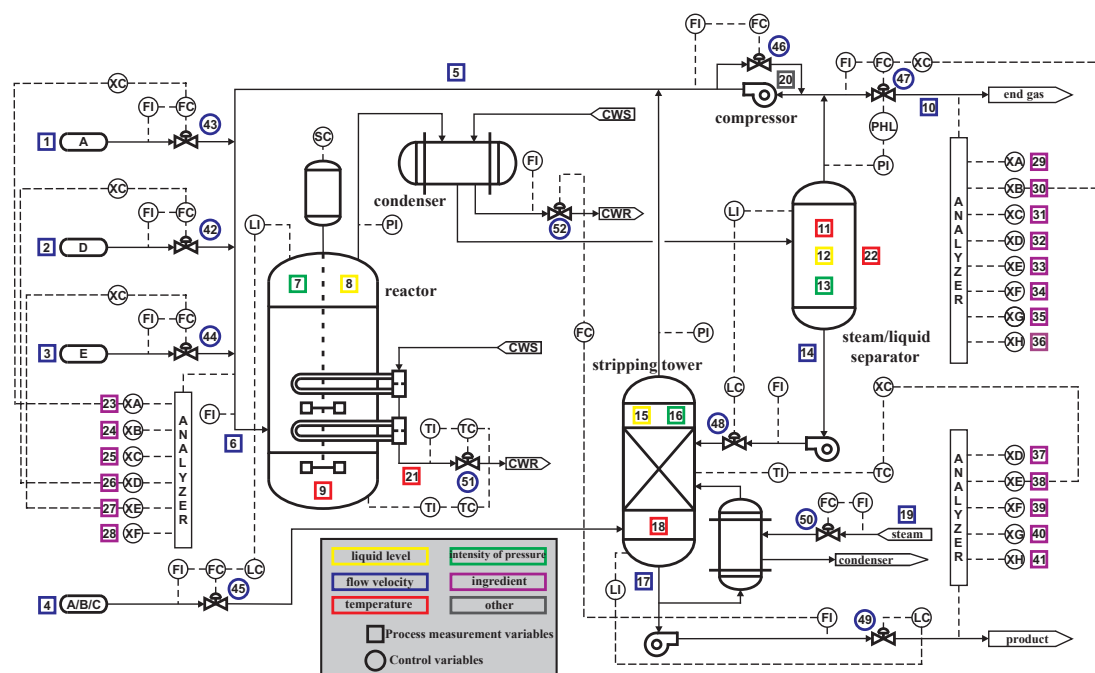 FI FC 46
5
XC
FI FC 43
1 A
20
compressor
FI FC XC 47
10 end gas
PHL
PI
CWS
SC
condenser
FI
52
CWR
XC
FI FC 42
2 D
LI PI
7 8
reactor
XC
FI FC 44
3 E
CWS
FI
6
TI TC
21 51
CWR
9
TI TC
23 XA
24 XB
25 XC
26 XD
27 XE
28 XF
ANALYZER
FI FC LC
45
4 A/B/C
LI
11
12 22
13
steam/liquid
separator
14
FC
PI
stripping tower
15 16
LC FI
48
XC
TI TC
18
FC FI 19
50 steam
condenser
17
LI
FI 49 LC
product
ANALYZER
XA 29
XB 30
XC 31
XD 32
XE 33
XF 34
XG 35
XH 36
ANALYZER
XD 37
XE 38
XF 39
XG 40
XH 41
liquid level intensity of pressure
flow velocity ingredient
temperature other
Process measurement variables
Control variables